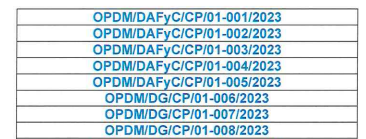 OPDM/DAFyC/CP/01-001/2023
OPDM/DAFyC/CP/01-002/2023
OPDM/DAFyC/CP/01-003/2023
OPDM/DAFyC/CP/01-004/2023
OPDM/DAFyC/CP/01-005/2023
OPDM/DG/CP/01-006/2023
OPDM/DG/CP/01-007/2023
OPDM/DG/CP/01-008/2023